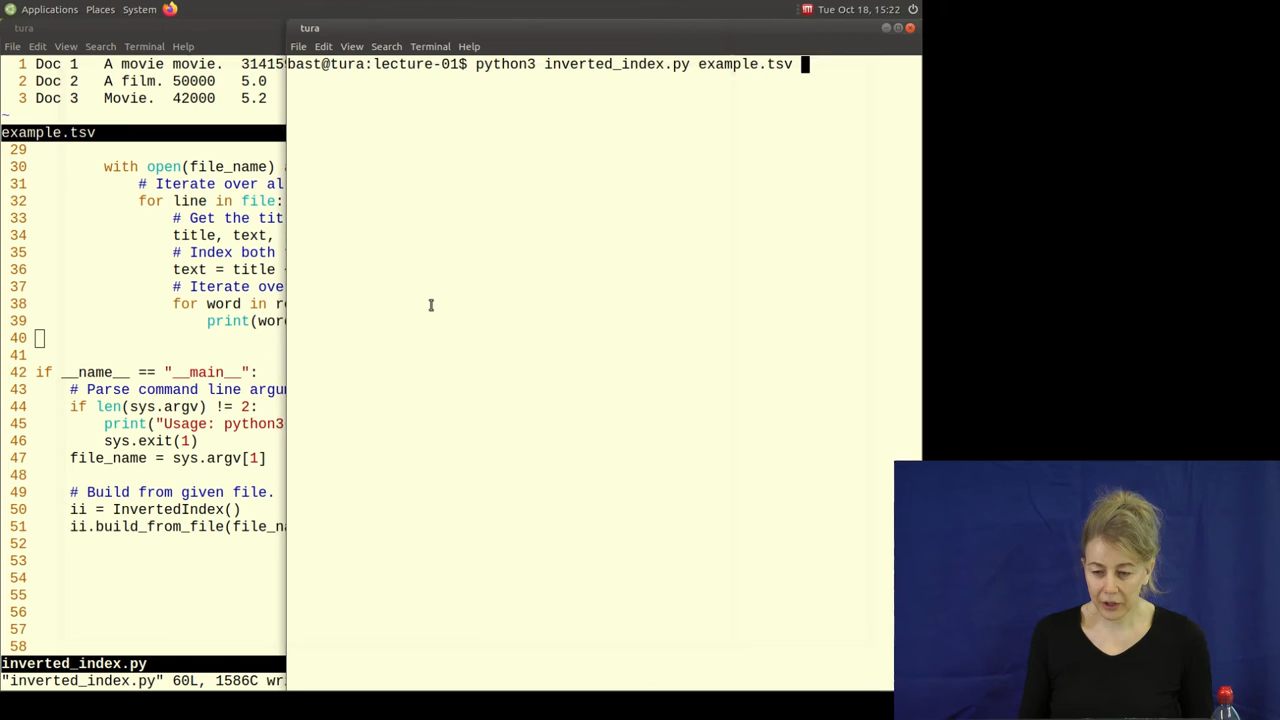 Applications Places System Tue Oct 18, 15:22
tura
File Edit View Search Terminal Help
1 Doc 1 A movie movie. 314159
2 Doc 2 A film. 50000 5.0
3 Doc 3 Movie. 42000 5.2
~
example.tsv
29
30 with open(file_name)
31 # Iterate over al
32 for line in file:
33 # Get the tit
34 title, text,
35 # Index both
36 text = title
37 # Iterate ove
38 for word in re
39 print(wor
40
41
42 if __name__ == "__main__":
43 # Parse command line argu
44 if len(sys.argv) != 2:
45 print("Usage: python3
46 sys.exit(1)
47 file_name = sys.argv[1]
48
49 # Build from given file.
50 ii = InvertedIndex()
51 ii.build_from_file(file_na
52
53
54
55
56
57
58
inverted_index.py
"inverted_index.py" 60L, 1586C wr
tura
File Edit View Search Terminal Help
bast@tura:lecture-01$ python3 inverted_index.py example.tsv